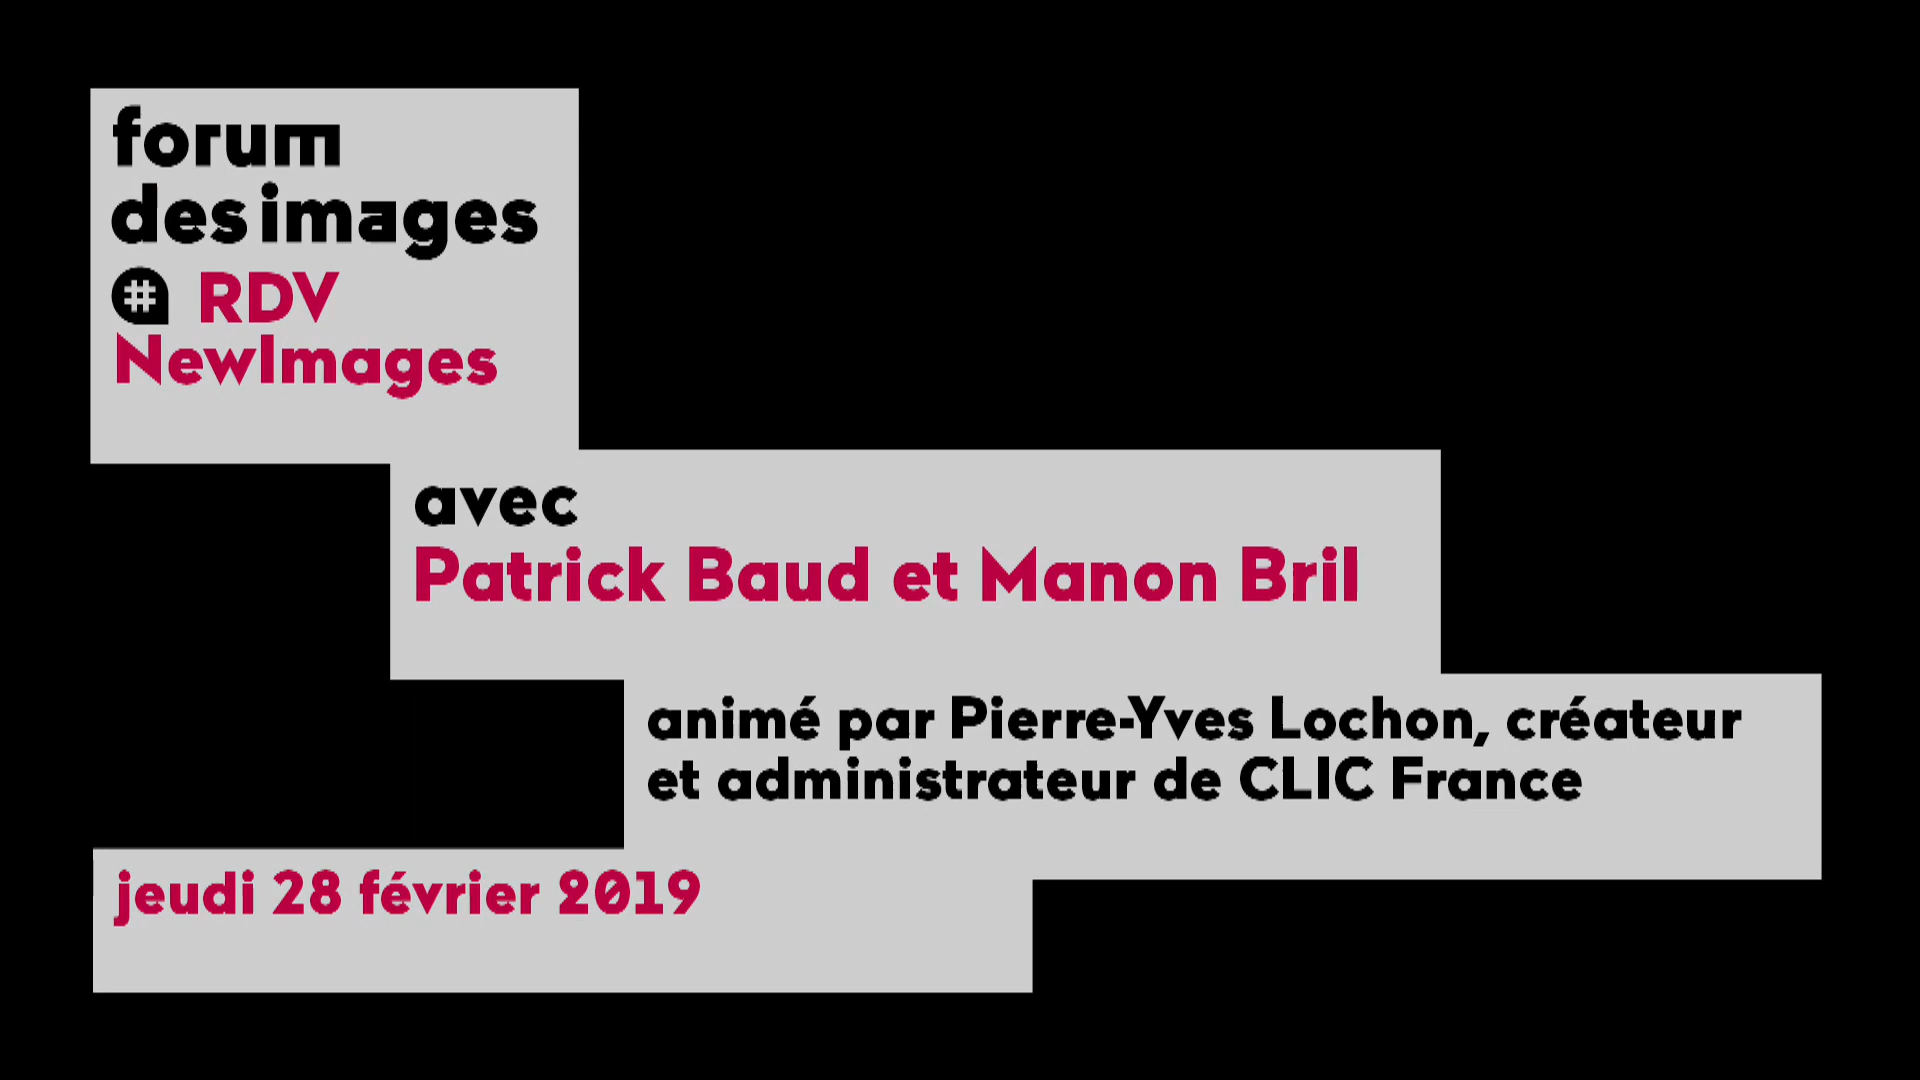 forum
des images
# RDV
NewImages
avec
Patrick Baud et Manon Bril
animé par Pierre-Yves Lochon, créateur
et administrateur de CLIC France
jeudi 28 février 2019